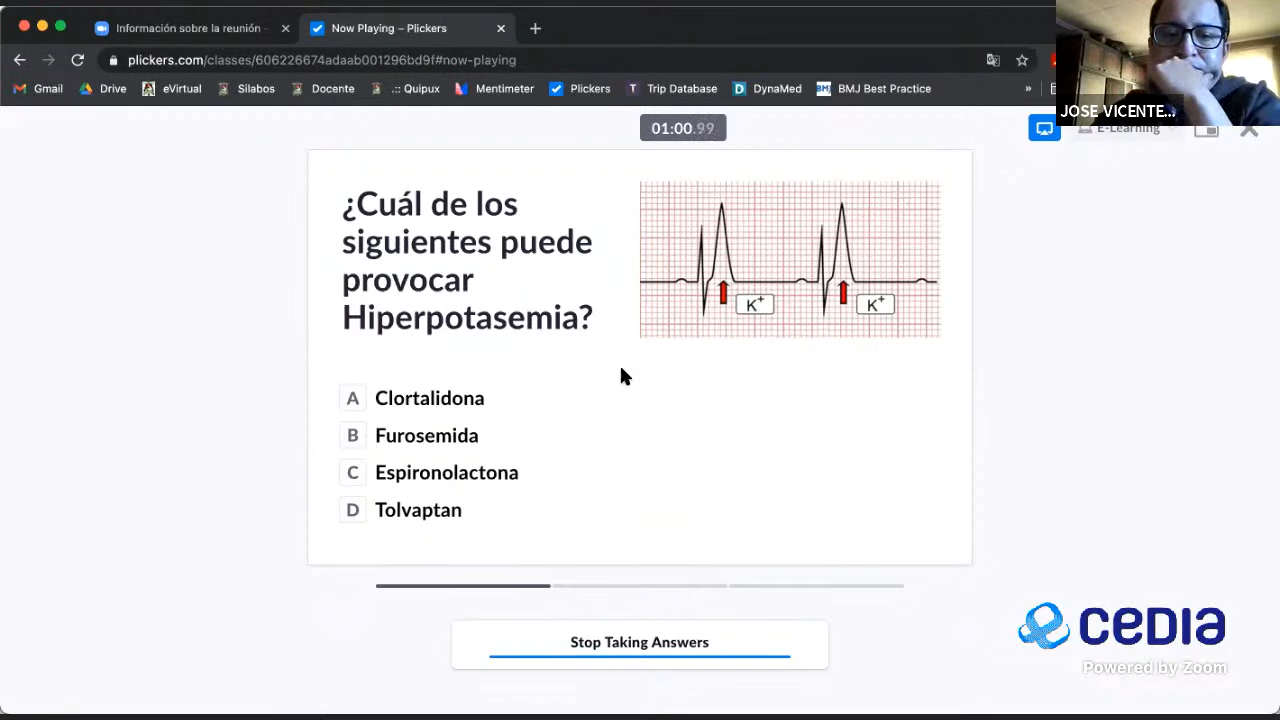 Información sobre la reunión
Now Playing – Plickers
plickers.com/classes/606226674adaab001296bd9f#now-playing
Gmail
Drive
eVirtual
Silabos
Docente
.:: Quipux
Mentimeter
Plickers
Trip Database
DynaMed
BMJ Best Practice
»
JOSE VICENTE...
01:00.99
E-Learning
¿Cuál de los
siguientes puede
provocar
Hiperpotasemia?
K+
K+
A Clortalidona
B Furosemida
C Espironolactona
D Tolvaptan
Stop Taking Answers
CEDIA
Powered by Zoom